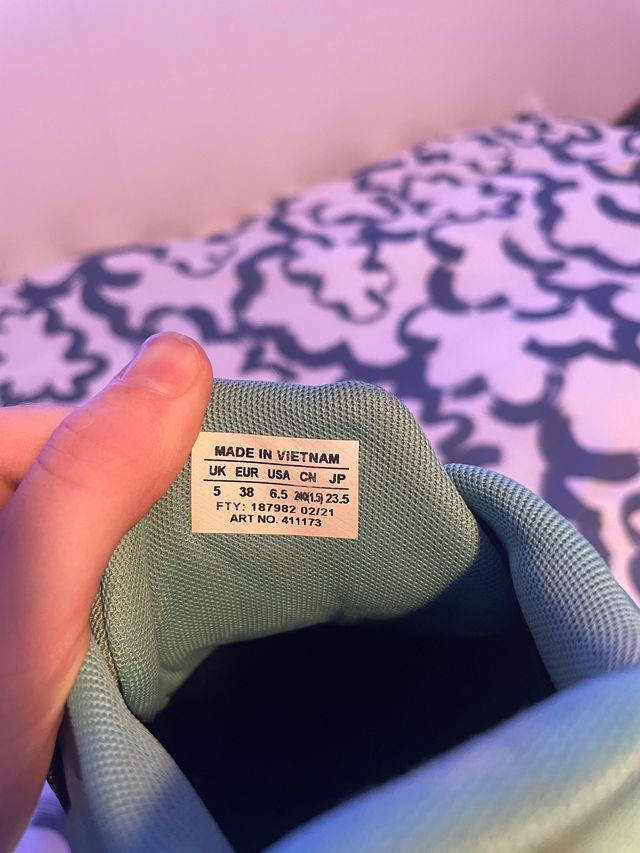 MADE IN VIETNAM
UK EUR USA CN JP
5 38 6.5 240(1.5) 23.5
FTY: 187982 02/21
ART NO. 411173